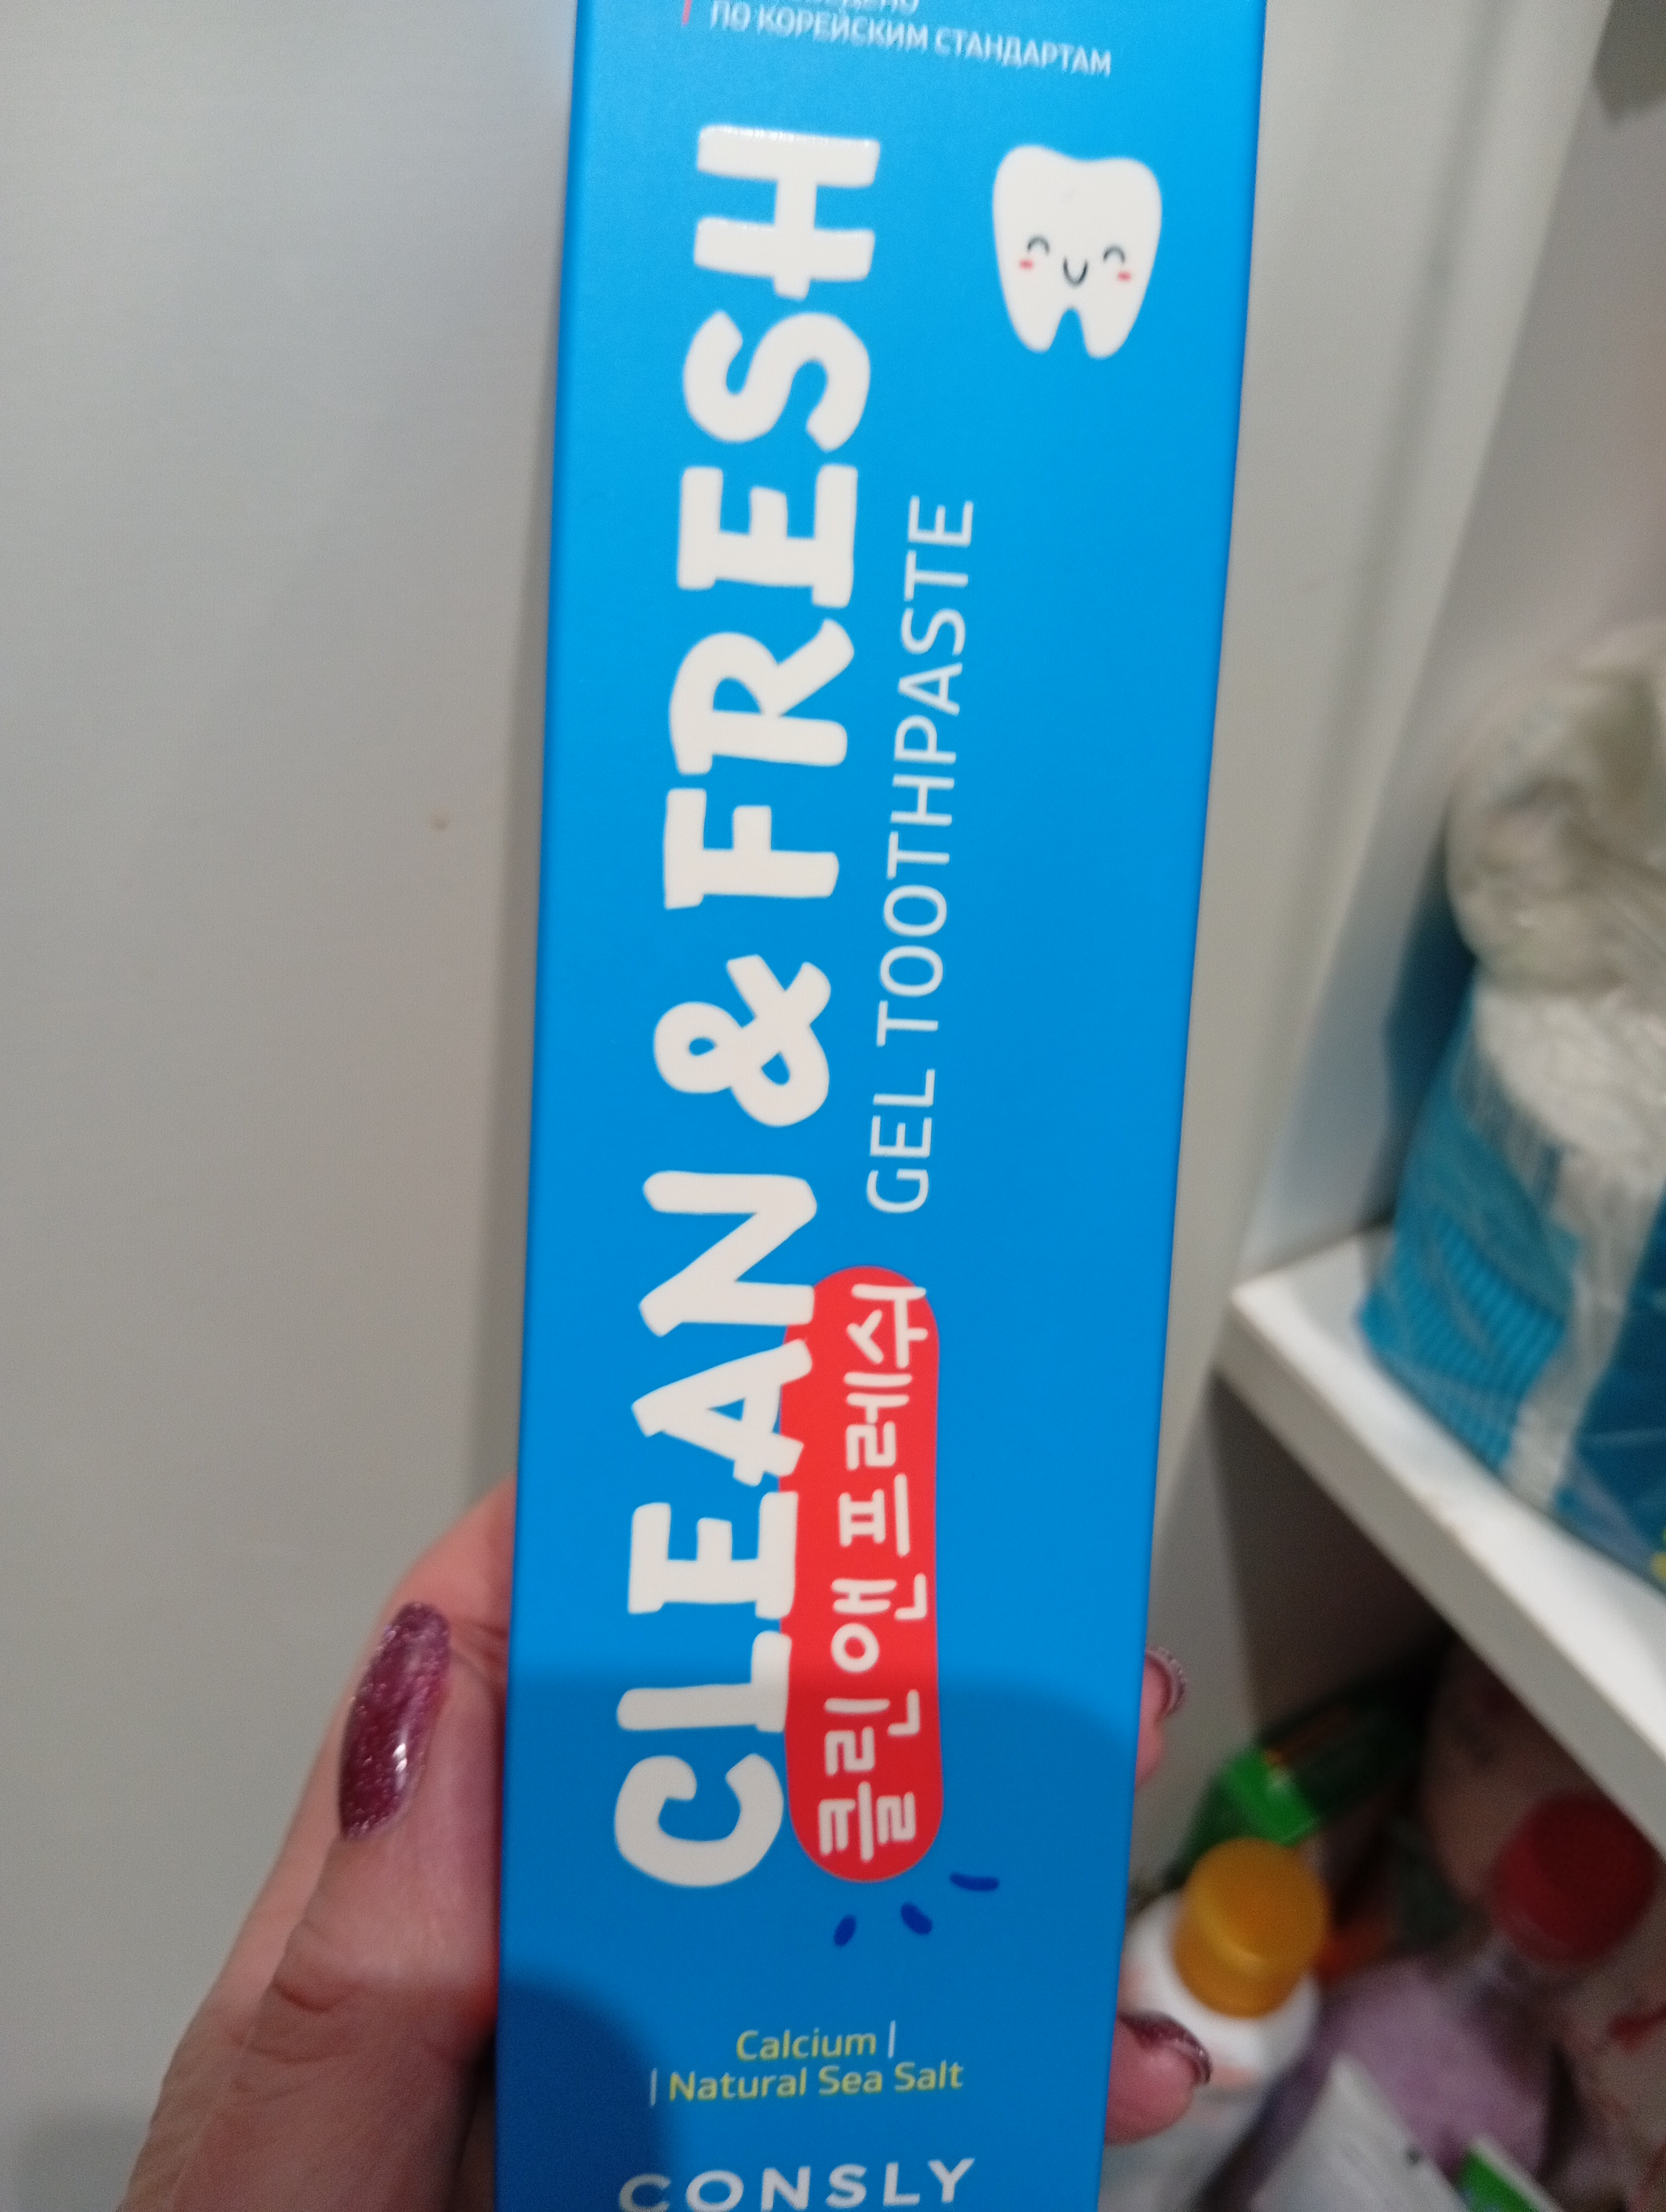 ПО КОРЕЙСКИМ СТАНДАРТАМ
CLEAN & FRESH
클린앤프레쉬
GEL TOOTHPASTE
Calcium |
| Natural Sea Salt
CONSLY